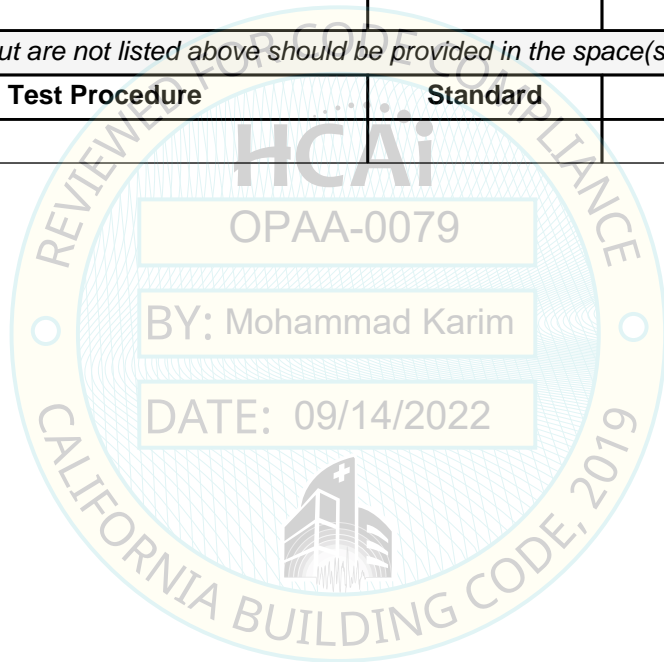 ut are not listed above should be provided in the space(s
Test Procedure Standard
REVIEWED FOR CODE COMPLIANCE
HCAi
OPAA-0079
BY: Mohammad Karim
DATE: 09/14/2022
CALIFORNIA BUILDING CODE, 2019